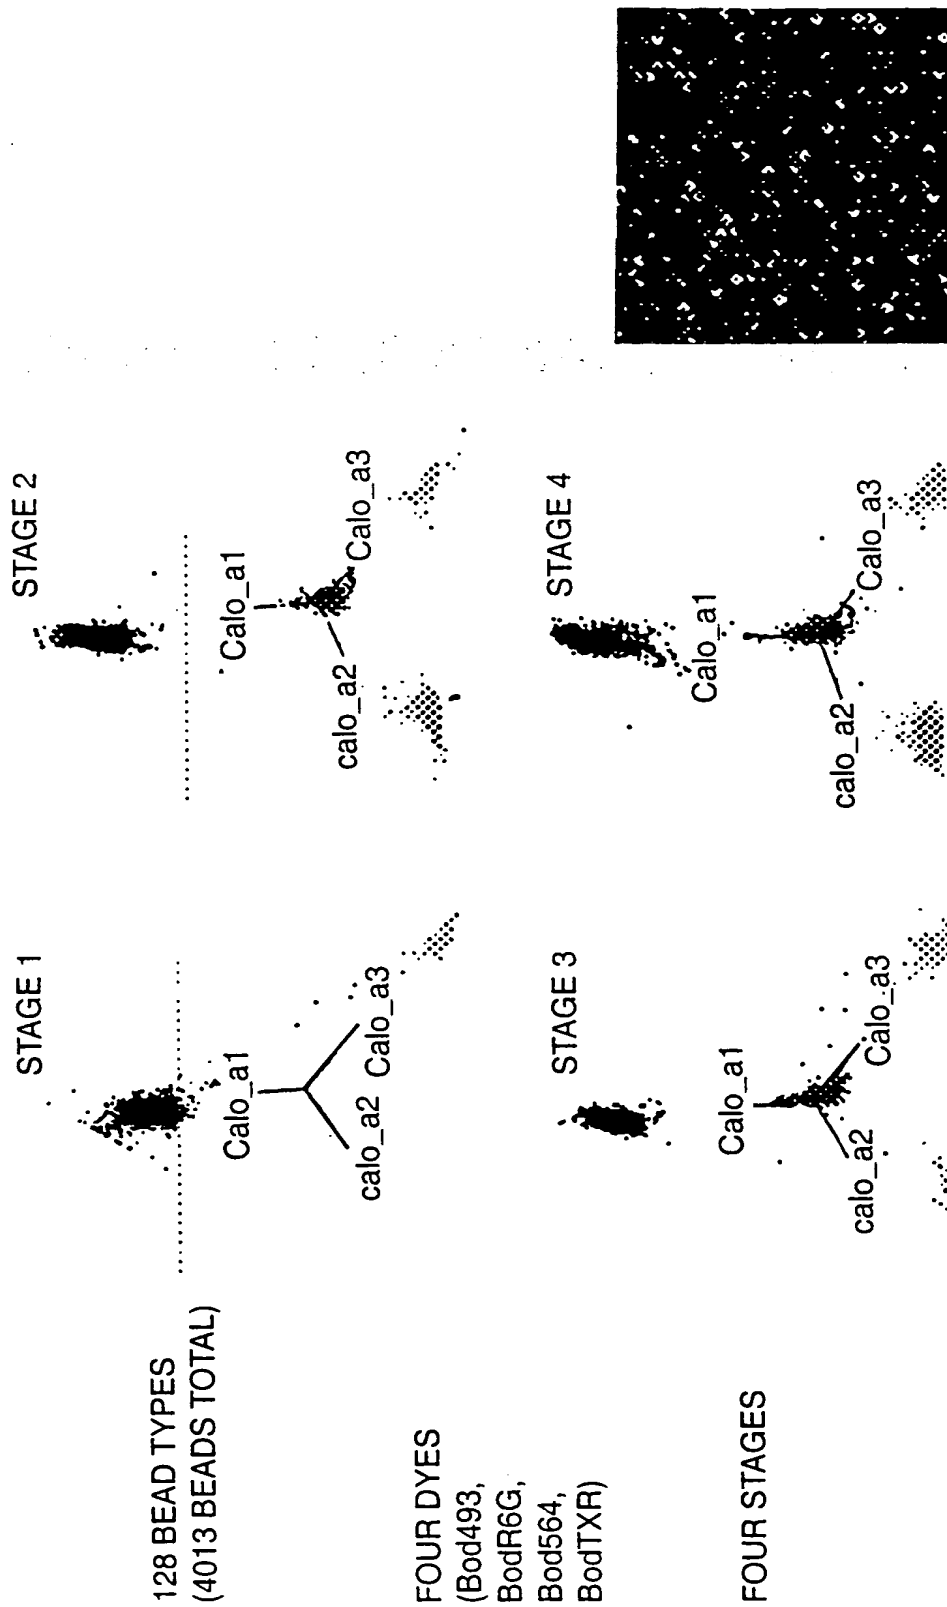 128 BEAD TYPES
(4013 BEADS TOTAL)
FOUR DYES
(Bod493,
BodR6G,
Bod564,
BodTXR)
FOUR STAGES
STAGE 1
Calo_a1
calo_a2
Calo_a3
STAGE 2
Calo_a1
calo_a2
Calo_a3
STAGE 3
Calo_a1
calo_a2
Calo_a3
STAGE 4
Calo_a1
calo_a2
Calo_a3